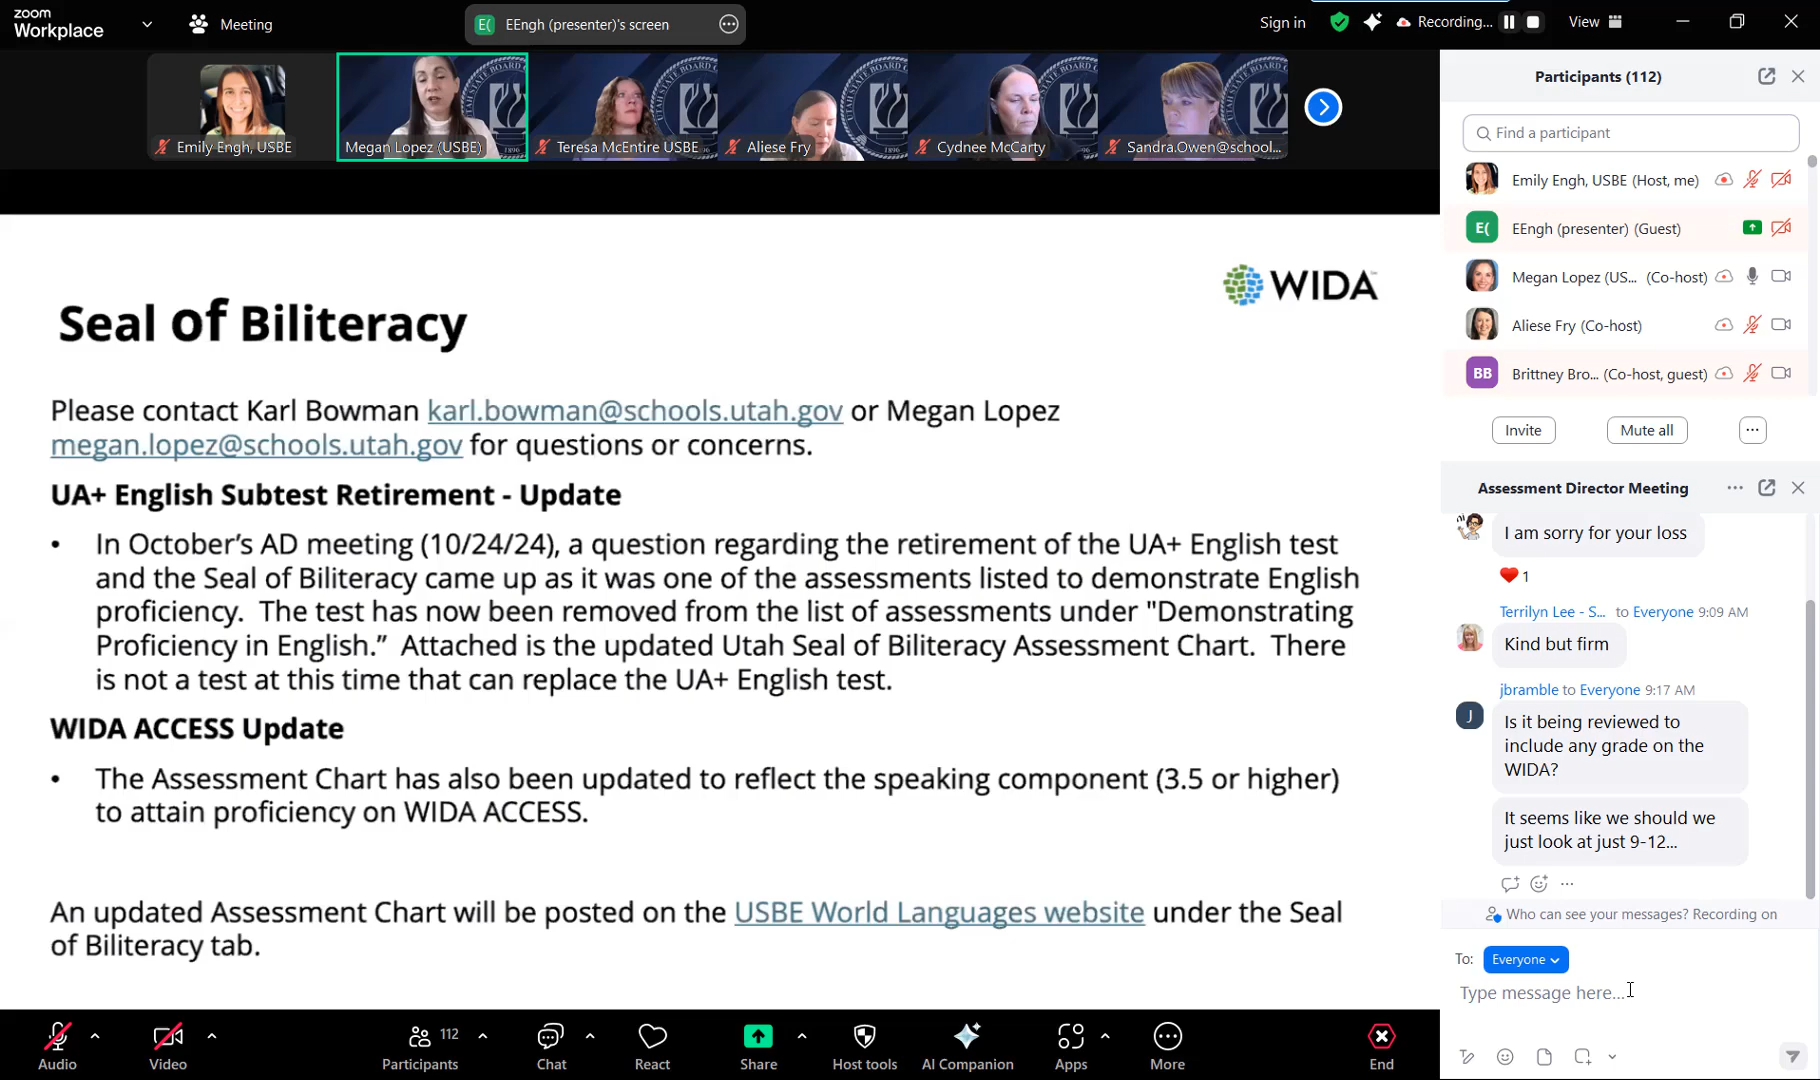 zoom
Workplace
Meeting
E( EEngh (presenter)'s screen
Sign in
Recording...
View
Emily Engh, USBE
Megan Lopez (USBE)
Teresa McEntire USBE
Aliese Fry
Cydnee McCarty
Sandra.Owen@school...
WIDA
Seal of Biliteracy
Please contact Karl Bowman karl.bowman@schools.utah.gov or Megan Lopez
megan.lopez@schools.utah.gov for questions or concerns.
UA+ English Subtest Retirement - Update
• In October’s AD meeting (10/24/24), a question regarding the retirement of the UA+ English test
and the Seal of Biliteracy came up as it was one of the assessments listed to demonstrate English
proficiency. The test has now been removed from the list of assessments under "Demonstrating
Proficiency in English.” Attached is the updated Utah Seal of Biliteracy Assessment Chart. There
is not a test at this time that can replace the UA+ English test.
WIDA ACCESS Update
• The Assessment Chart has also been updated to reflect the speaking component (3.5 or higher)
to attain proficiency on WIDA ACCESS.
An updated Assessment Chart will be posted on the USBE World Languages website under the Seal
of Biliteracy tab.
Participants (112)
Find a participant
Emily Engh, USBE (Host, me)
E( EEngh (presenter) (Guest)
Megan Lopez (US... (Co-host)
Aliese Fry (Co-host)
BB Brittney Bro... (Co-host, guest)
Invite
Mute all
Assessment Director Meeting
I am sorry for your loss
1
Terrilyn Lee - S... to Everyone 9:09 AM
Kind but firm
jbramble to Everyone 9:17 AM
J
Is it being reviewed to
include any grade on the
WIDA?
It seems like we should we
just look at just 9-12...
Who can see your messages? Recording on
To: Everyone
Type message here...
Audio
Video
Participants 112
Chat
React
Share
Host tools
AI Companion
Apps
More
End